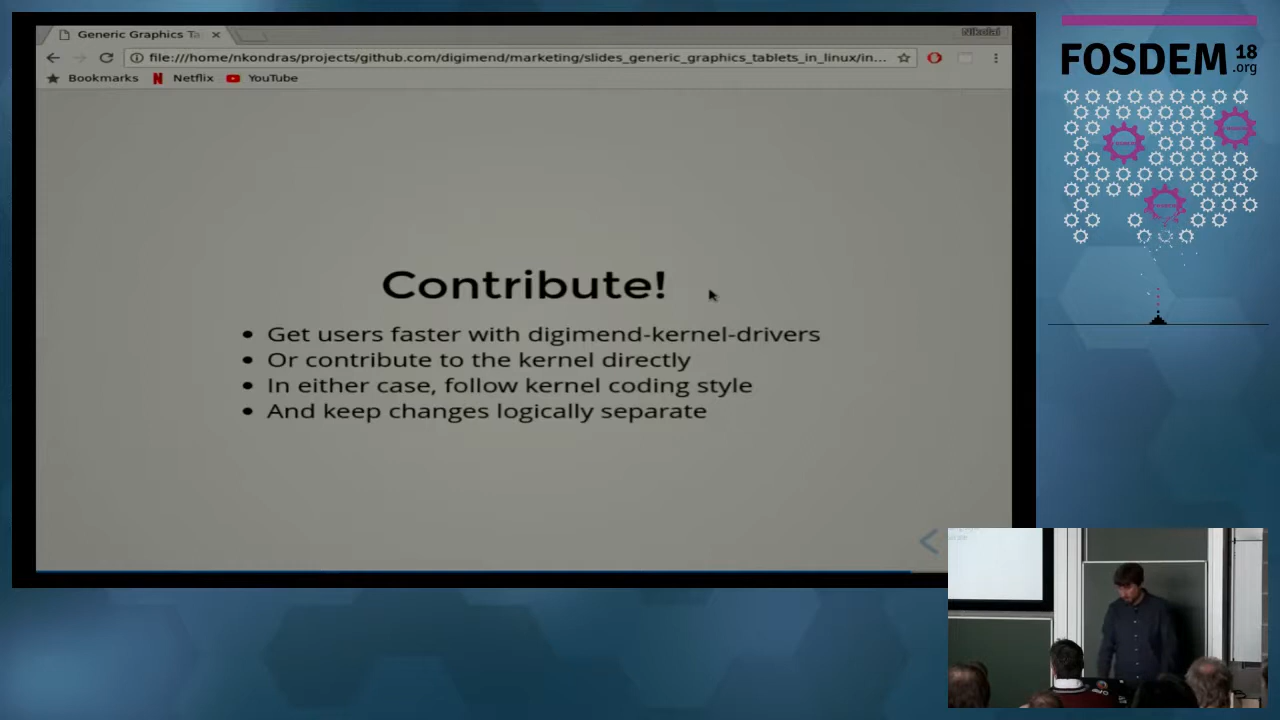 Generic Graphics Ta
Nikolai
file:///home/nkondras/projects/github.com/digimend/marketing/slides_generic_graphics_tablets_in_linux/in...
Bookmarks
Netflix
YouTube
Contribute!
• Get users faster with digimend-kernel-drivers
• Or contribute to the kernel directly
• In either case, follow kernel coding style
• And keep changes logically separate
FOSDEM 18
.org